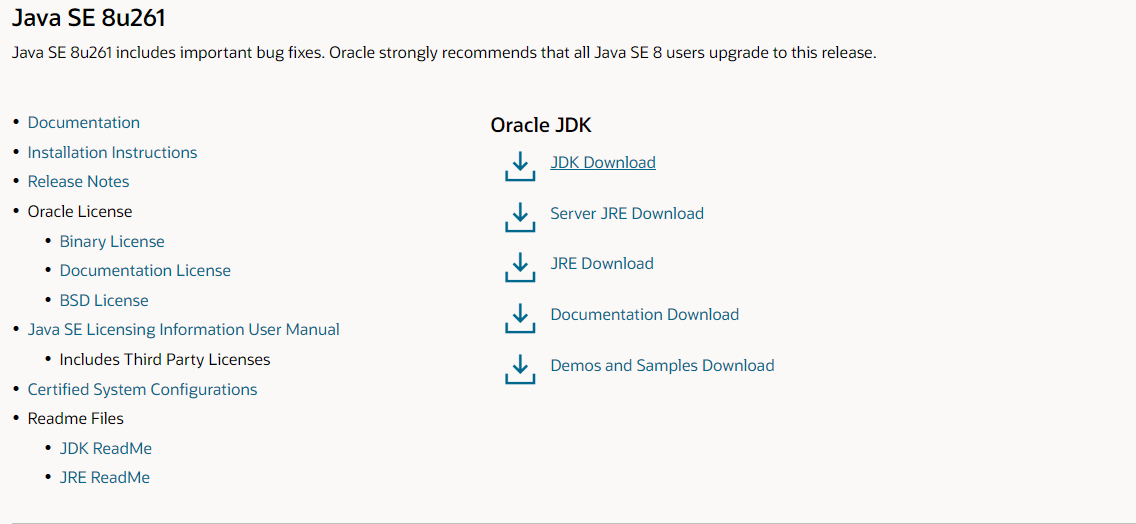 Java SE 8u261
Java SE 8u261 includes important bug fixes. Oracle strongly recommends that all Java SE 8 users upgrade to this release.
Documentation
Installation Instructions
Release Notes
Oracle License
Binary License
Documentation License
BSD License
Java SE Licensing Information User Manual
Includes Third Party Licenses
Certified System Configurations
Readme Files
JDK ReadMe
JRE ReadMe
Oracle JDK
JDK Download
Server JRE Download
JRE Download
Documentation Download
Demos and Samples Download